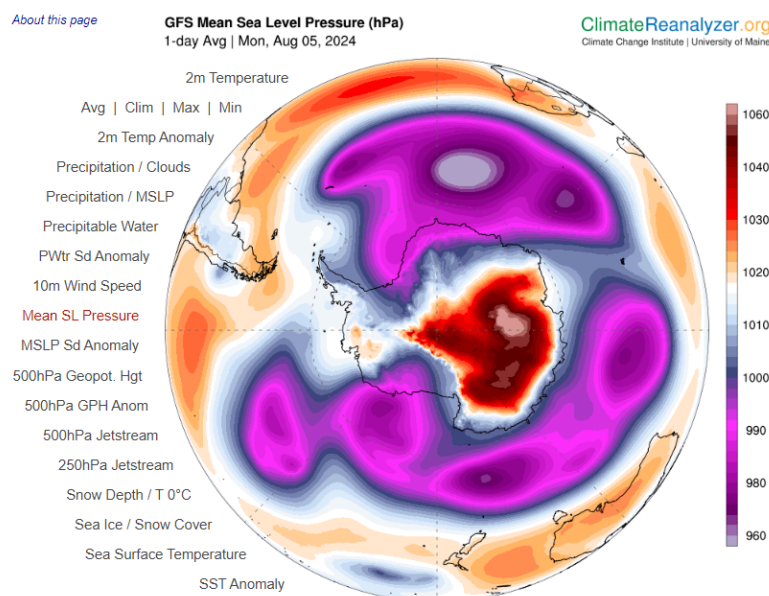 About this page
GFS Mean Sea Level Pressure (hPa)
1-day Avg | Mon, Aug 05, 2024
ClimateReanalyzer.org
Climate Change Institute | University of Maine
2m Temperature
Avg | Clim | Max | Min
2m Temp Anomaly
Precipitation / Clouds
Precipitation / MSLP
Precipitable Water
PWtr Sd Anomaly
10m Wind Speed
Mean SL Pressure
MSLP Sd Anomaly
500hPa Geopot. Hgt
500hPa GPH Anom
500hPa Jetstream
250hPa Jetstream
Snow Depth / T 0°C
Sea Ice / Snow Cover
Sea Surface Temperature
SST Anomaly
1060
1040
1030
1020
1010
1000
990
980
960